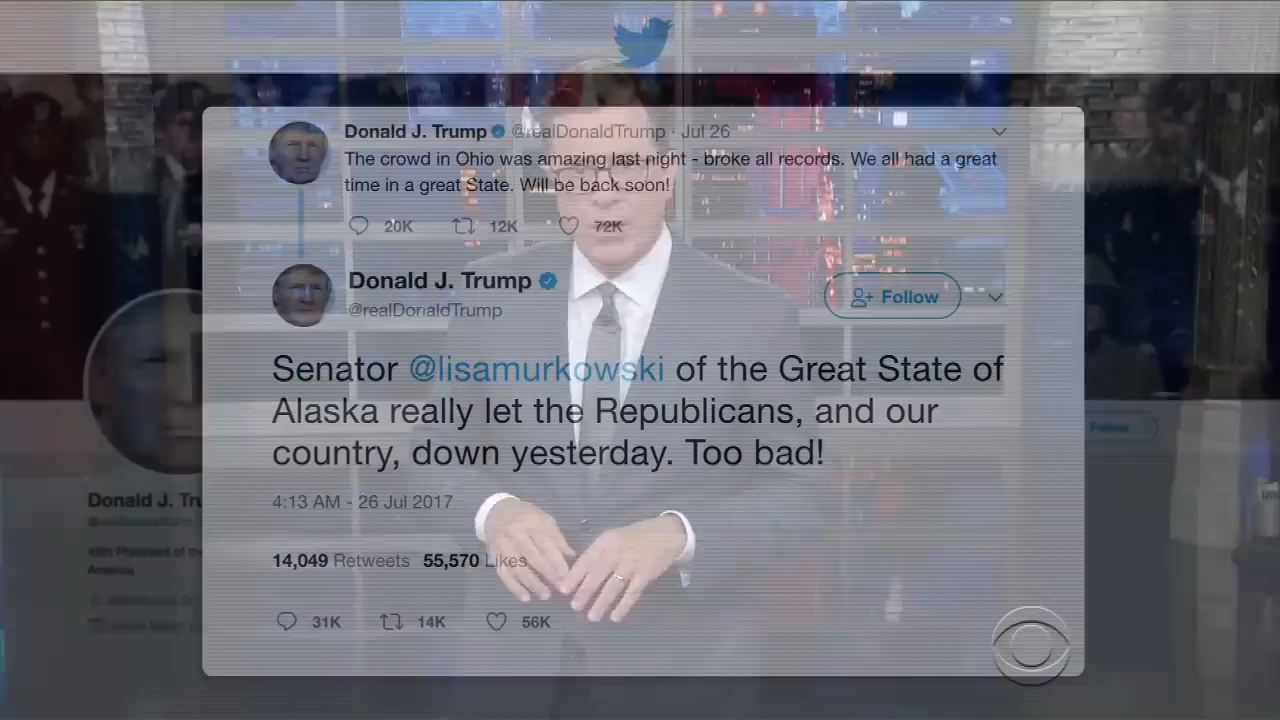 Donald J. Trump @realDonaldTrump · Jul 26
The crowd in Ohio was amazing last night - broke all records. We all had a great
time in a great State. Will be back soon!
20K 12K 72K
Donald J. Trump
@realDonaldTrump
Follow
Senator @lisamurkowski of the Great State of
Alaska really let the Republicans, and our
country, down yesterday. Too bad!
4:13 AM - 26 Jul 2017
14,049 Retweets 55,570 Likes
31K 14K 56K
Donald J. Tru
Follow